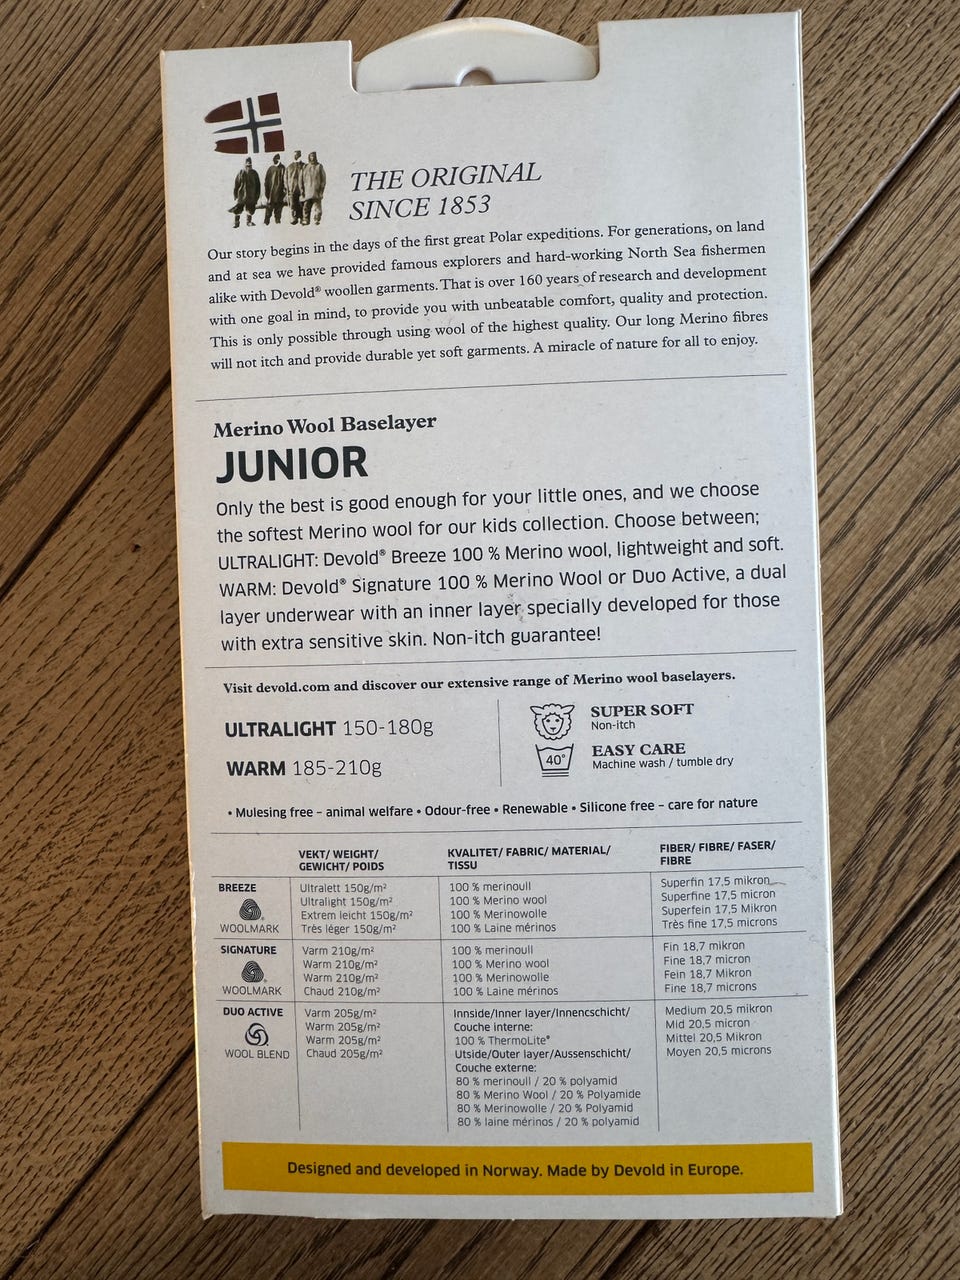 THE ORIGINAL
SINCE 1853
Our story begins in the days of the first great Polar expeditions. For generations, on land
and at sea we have provided famous explorers and hard-working North Sea fishermen
alike with Devold® woollen garments. That is over 160 years of research and development
with one goal in mind, to provide you with unbeatable comfort, quality and protection.
This is only possible through using wool of the highest quality. Our long Merino fibres
will not itch and provide durable yet soft garments. A miracle of nature for all to enjoy.
Merino Wool Baselayer
JUNIOR
Only the best is good enough for your little ones, and we choose
the softest Merino wool for our kids collection. Choose between;
ULTRALIGHT: Devold® Breeze 100 % Merino wool, lightweight and soft.
WARM: Devold® Signature 100 % Merino Wool or Duo Active, a dual
layer underwear with an inner layer specially developed for those
with extra sensitive skin. Non-itch guarantee!
Visit devold.com and discover our extensive range of Merino wool baselayers.
ULTRALIGHT 150-180g
WARM 185-210g
SUPER SOFT
Non-itch
40°
EASY CARE
Machine wash / tumble dry
• Mulesing free – animal welfare • Odour-free • Renewable • Silicone free – care for nature
VEKT/ WEIGHT/
GEWICHT/ POIDS
KVALITET/ FABRIC/ MATERIAL/
TISSU
FIBER/ FIBRE/ FASER/
FIBRE
BREEZE
WOOLMARK
Ultralett 150g/m²
Ultralight 150g/m²
Extrem leicht 150g/m²
Très léger 150g/m²
100 % merinoull
100 % Merino wool
100 % Merinowolle
100 % Laine mérinos
Superfin 17,5 mikron
Superfine 17,5 micron
Superfein 17,5 Mikron
Très fine 17,5 microns
SIGNATURE
WOOLMARK
Varm 210g/m²
Warm 210g/m²
Warm 210g/m²
Chaud 210g/m²
100 % merinoull
100 % Merino wool
100 % Merinowolle
100 % Laine mérinos
Fin 18,7 mikron
Fine 18,7 micron
Fein 18,7 Mikron
Fine 18,7 microns
DUO ACTIVE
WOOL BLEND
Varm 205g/m²
Warm 205g/m²
Warm 205g/m²
Chaud 205g/m²
Innside/Inner layer/Innencschicht/
Couche interne:
100 % ThermoLite®
Utside/Outer layer/Aussenschicht/
Couche externe:
80 % merinoull / 20 % polyamid
80 % Merino Wool / 20 % Polyamide
80 % Merinowolle / 20 % Polyamid
80 % laine mérinos / 20 % polyamid
Medium 20,5 mikron
Mid 20,5 micron
Mittel 20,5 Mikron
Moyen 20,5 microns
Designed and developed in Norway. Made by Devold in Europe.